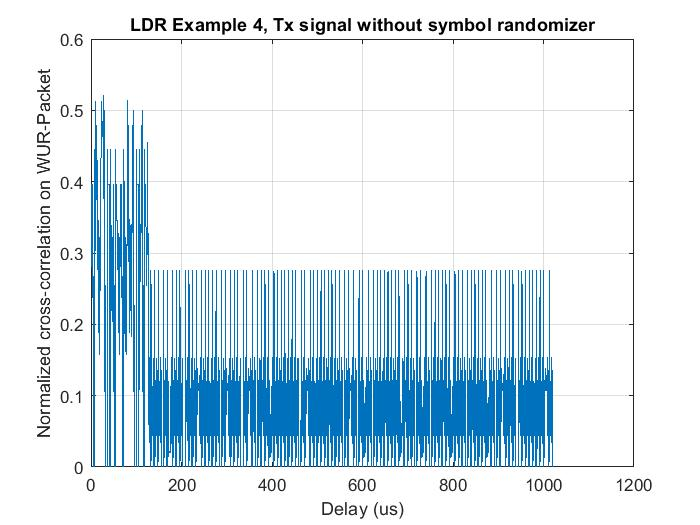 LDR Example 4, Tx signal without symbol randomizer
Normalized cross-correlation on WUR-Packet
0.6
0.5
0.4
0.3
0.2
0.1
0
0 200 400 600 800 1000 1200
Delay (us)